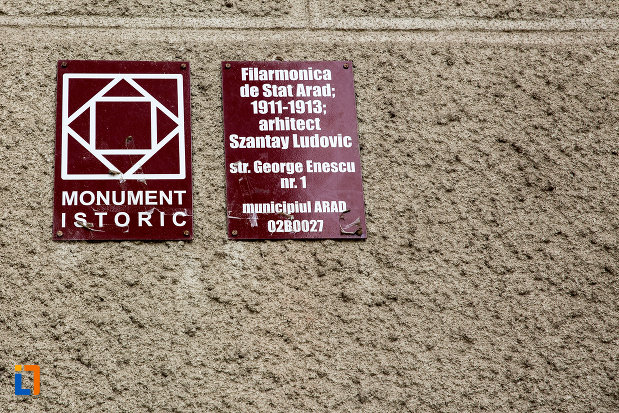 MONUMENT
ISTORIC
Filarmonica
de Stat Arad;
1911-1913;
arhitect
Szantay Ludovic
str. George Enescu
nr. 1
municipiul ARAD
02B0027